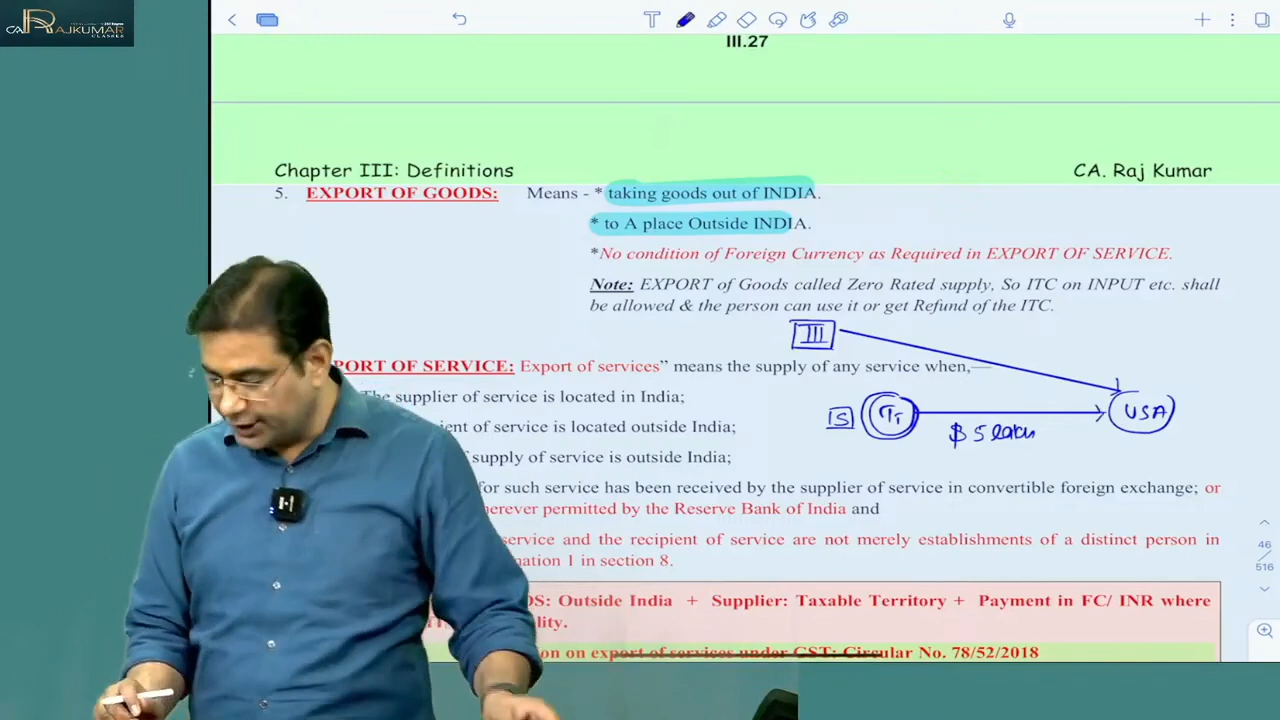 CA RAJKUMAR
CLASSES
III.27
Chapter III: Definitions CA. Raj Kumar
5. EXPORT OF GOODS: Means - * taking goods out of INDIA.
* to A place Outside INDIA.
*No condition of Foreign Currency as Required in EXPORT OF SERVICE.
Note: EXPORT of Goods called Zero Rated supply, So ITC on INPUT etc. shall
be allowed & the person can use it or get Refund of the ITC.
III
PORT OF SERVICE: Export of services” means the supply of any service when,—
The supplier of service is located in India;
ient of service is located outside India;
f supply of service is outside India;
S USA
$ 5 lakh
for such service has been received by the supplier of service in convertible foreign exchange; or
herever permitted by the Reserve Bank of India and
service and the recipient of service are not merely establishments of a distinct person in
nation 1 in section 8.
OS: Outside India + Supplier: Taxable Territory + Payment in FC/ INR where
lity.
on on export of services under GST: Circular No. 78/52/2018
46
516